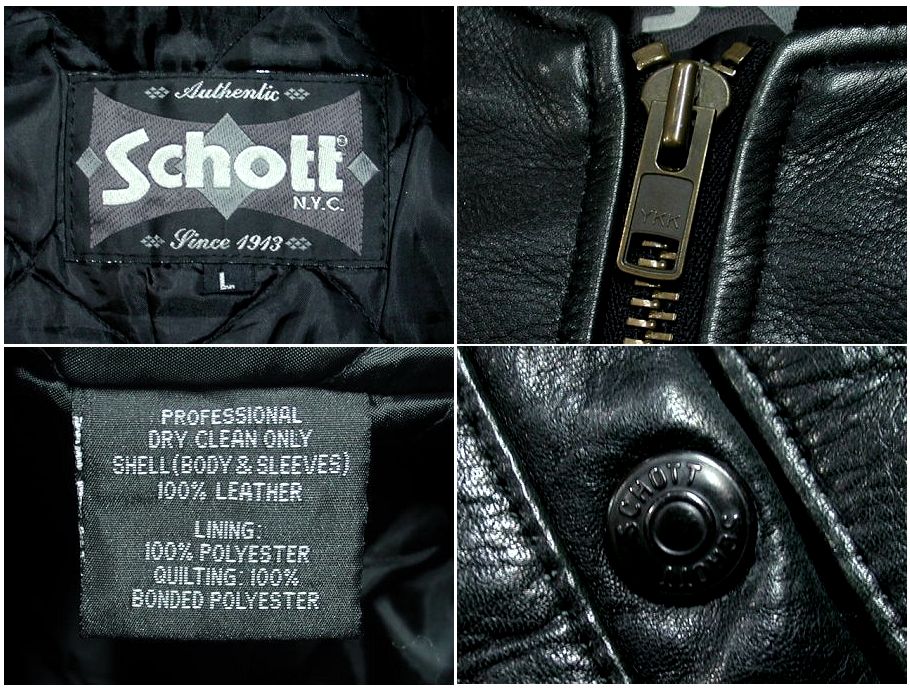 Authentic
Schott®
N.Y.C.
Since 1913
L
YKK
PROFESSIONAL
DRY CLEAN ONLY
SHELL(BODY & SLEEVES)
100% LEATHER
LINING:
100% POLYESTER
QUILTING: 100%
BONDED POLYESTER
SCHOTT